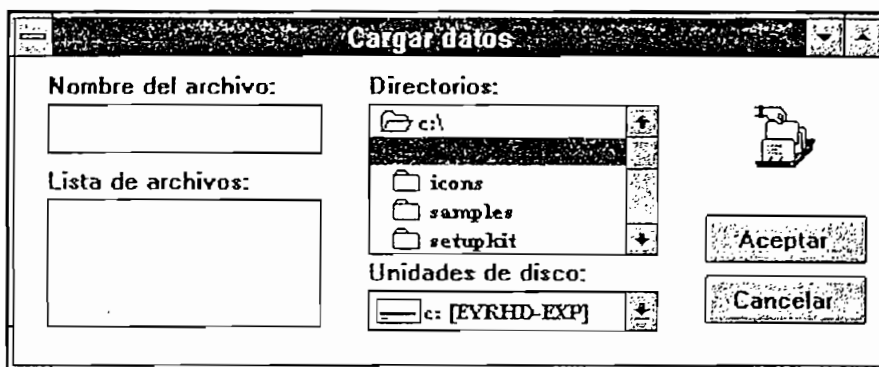 Cargar datos
Nombre del archivo:
Lista de archivos:
Directorios:
c:\
icons
samples
setupkit
Unidades de disco:
c: [EYRHD-EXP]
Aceptar
Cancelar